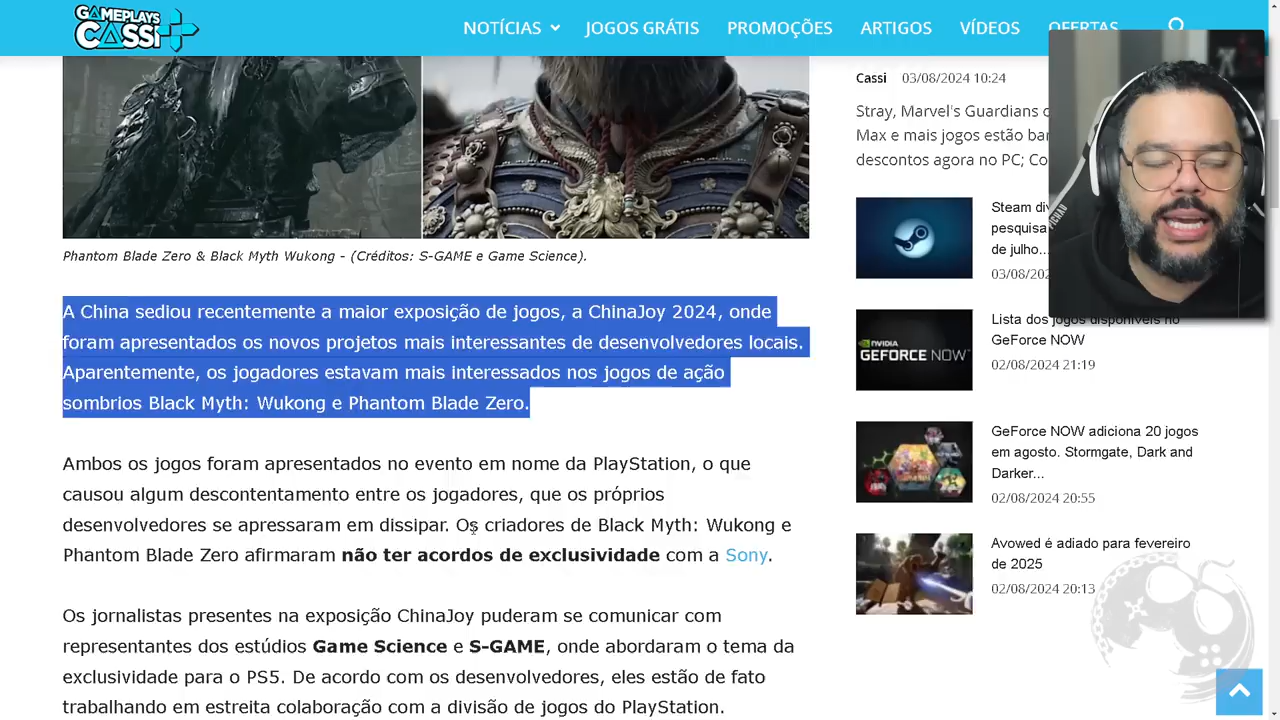 GAMEPLAYS
CASSI
NOTÍCIAS
JOGOS GRÁTIS
PROMOÇÕES
ARTIGOS
VÍDEOS
OFERTAS
Phantom Blade Zero & Black Myth Wukong - (Créditos: S-GAME e Game Science).
A China sediou recentemente a maior exposição de jogos, a ChinaJoy 2024, onde
foram apresentados os novos projetos mais interessantes de desenvolvedores locais.
Aparentemente, os jogadores estavam mais interessados nos jogos de ação
sombrios Black Myth: Wukong e Phantom Blade Zero.
Ambos os jogos foram apresentados no evento em nome da PlayStation, o que
causou algum descontentamento entre os jogadores, que os próprios
desenvolvedores se apressaram em dissipar. Os criadores de Black Myth: Wukong e
Phantom Blade Zero afirmaram não ter acordos de exclusividade com a Sony.
Os jornalistas presentes na exposição ChinaJoy puderam se comunicar com
representantes dos estúdios Game Science e S-GAME, onde abordaram o tema da
exclusividade para o PS5. De acordo com os desenvolvedores, eles estão de fato
trabalhando em estreita colaboração com a divisão de jogos do PlayStation.
Cassi 03/08/2024 10:24
Stray, Marvel's Guardians
Max e mais jogos estão
descontos agora no PC;
Steam
pesquisa
de julho...
Lista dos jogos disponíveis no
GeForce NOW
02/08/2024 21:19
NVIDIA
GEFORCE NOW
GeForce NOW adiciona 20 jogos
em agosto. Stormgate, Dark and
Darker...
02/08/2024 20:55
Avowed é adiado para fevereiro
de 2025
02/08/2024 20:13